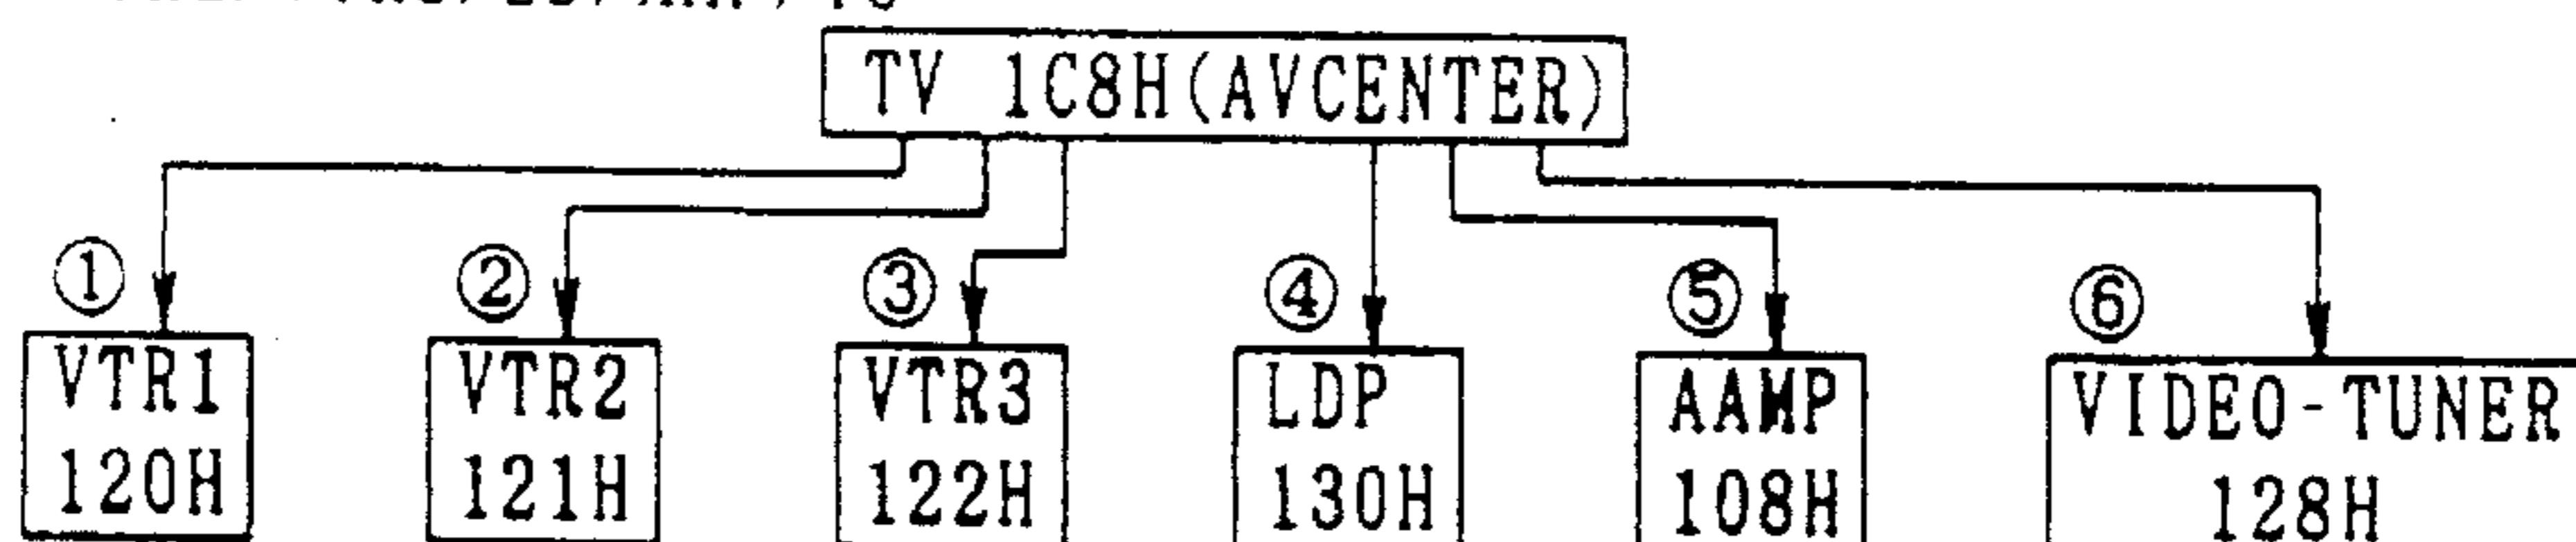 TV 1C8H(AVCENTER)
① ② ③ ④ ⑤ ⑥
VTR1 VTR2 VTR3 LDP AAMP VIDEO-TUNER
120H 121H 122H 130H 108H 128H